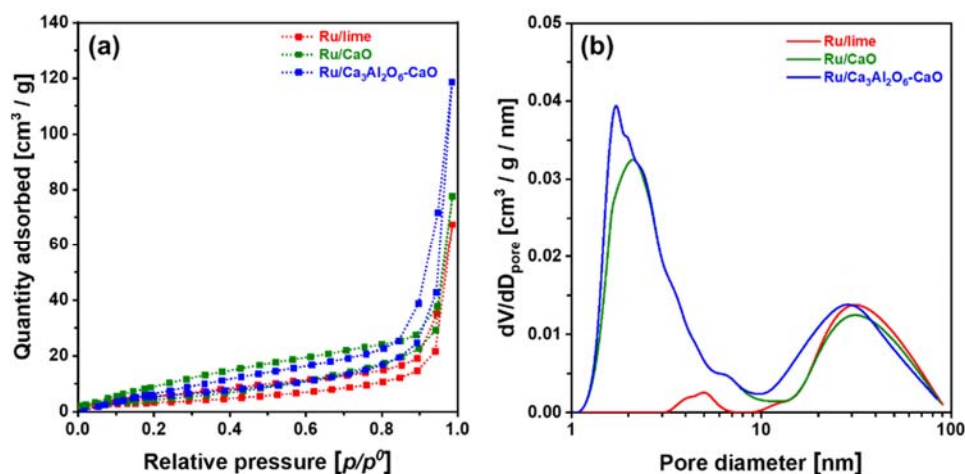 (a)
Ru/lime
Ru/CaO
Ru/Ca₃Al₂O₆-CaO
Quantity adsorbed [cm³ / g]
140
120
100
80
60
40
20
0
0.0 0.2 0.4 0.6 0.8 1.0
Relative pressure [p/p⁰]
(b)
Ru/lime
Ru/CaO
Ru/Ca₃Al₂O₆-CaO
dV/dDpore [cm³ / g / nm]
0.05
0.04
0.03
0.02
0.01
0.00
1 10 100
Pore diameter [nm]